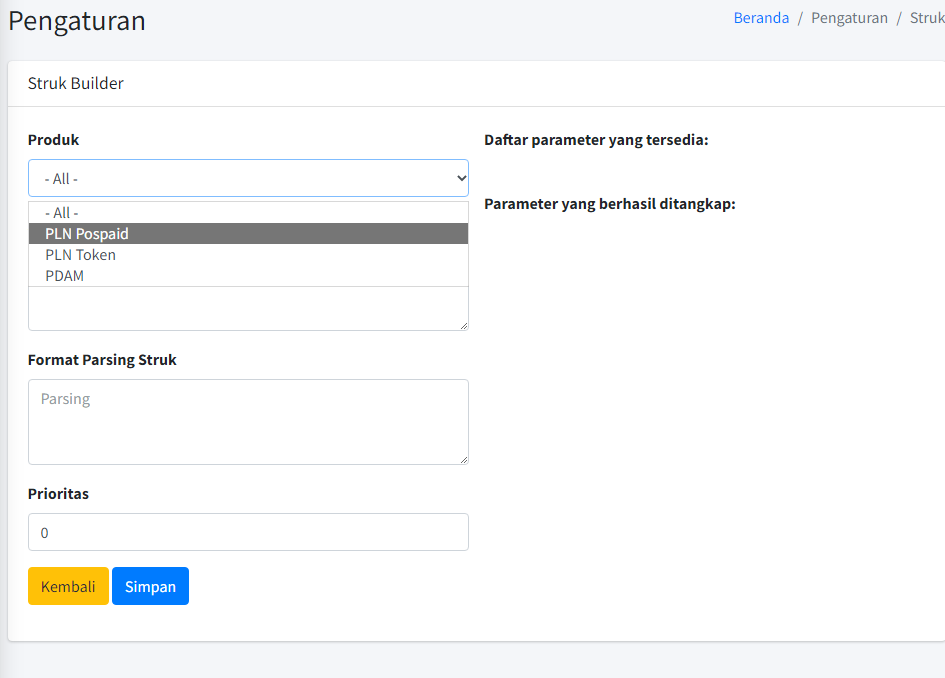 Pengaturan
Beranda / Pengaturan / Struk
Struk Builder
Produk
- All -
- All -
PLN Pospaid
PLN Token
PDAM
Format Parsing Struk
Parsing
Prioritas
0
Kembali
Simpan
Daftar parameter yang tersedia:
Parameter yang berhasil ditangkap: